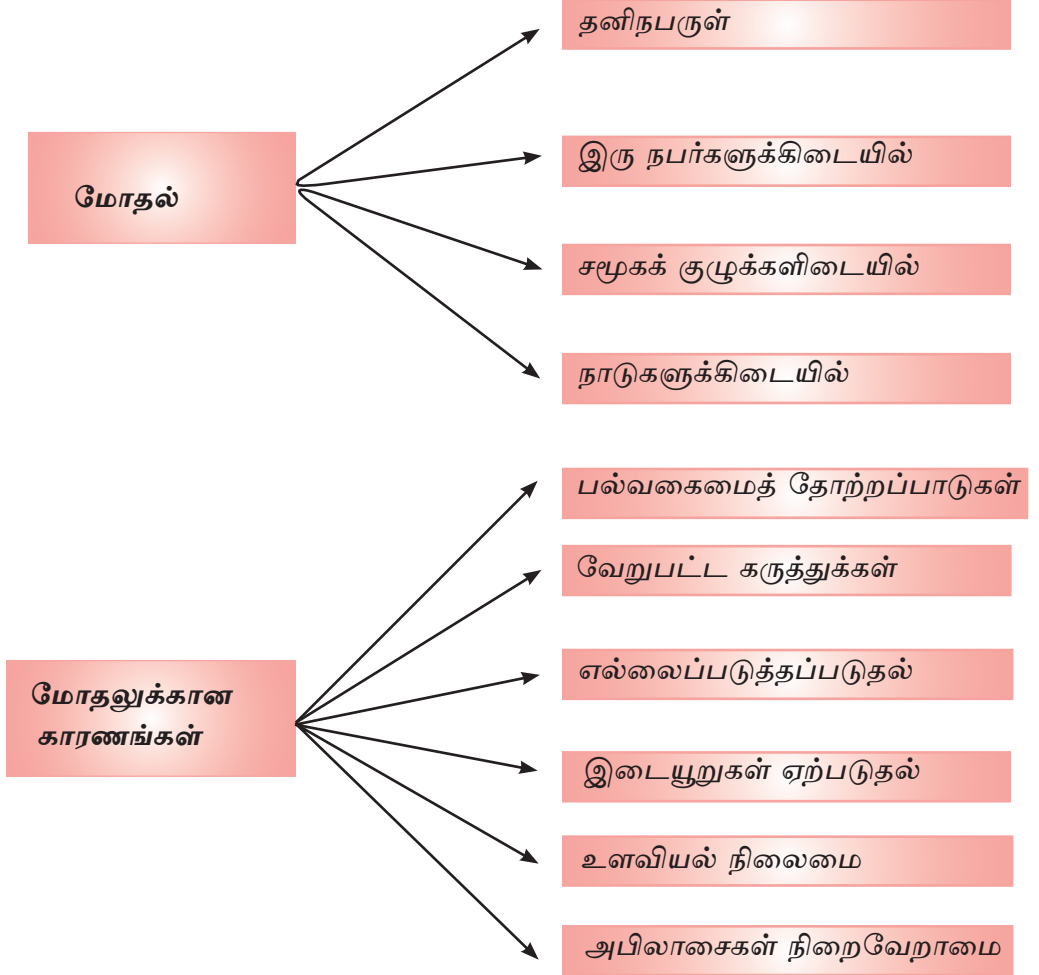 தனிநபருள்
இரு நபர்களுக்கிடையில்
மோதல்
சமூகக் குழுக்களிடையில்
நாடுகளுக்கிடையில்
பல்வகைமைத் தோற்றப்பாடுகள்
வேறுபட்ட கருத்துக்கள்
எல்லைப்படுத்தப்படுதல்
மோதலுக்கான
காரணங்கள்
இடையூறுகள் ஏற்படுதல்
உளவியல் நிலைமை
அபிலாசைகள் நிறைவேறாமை